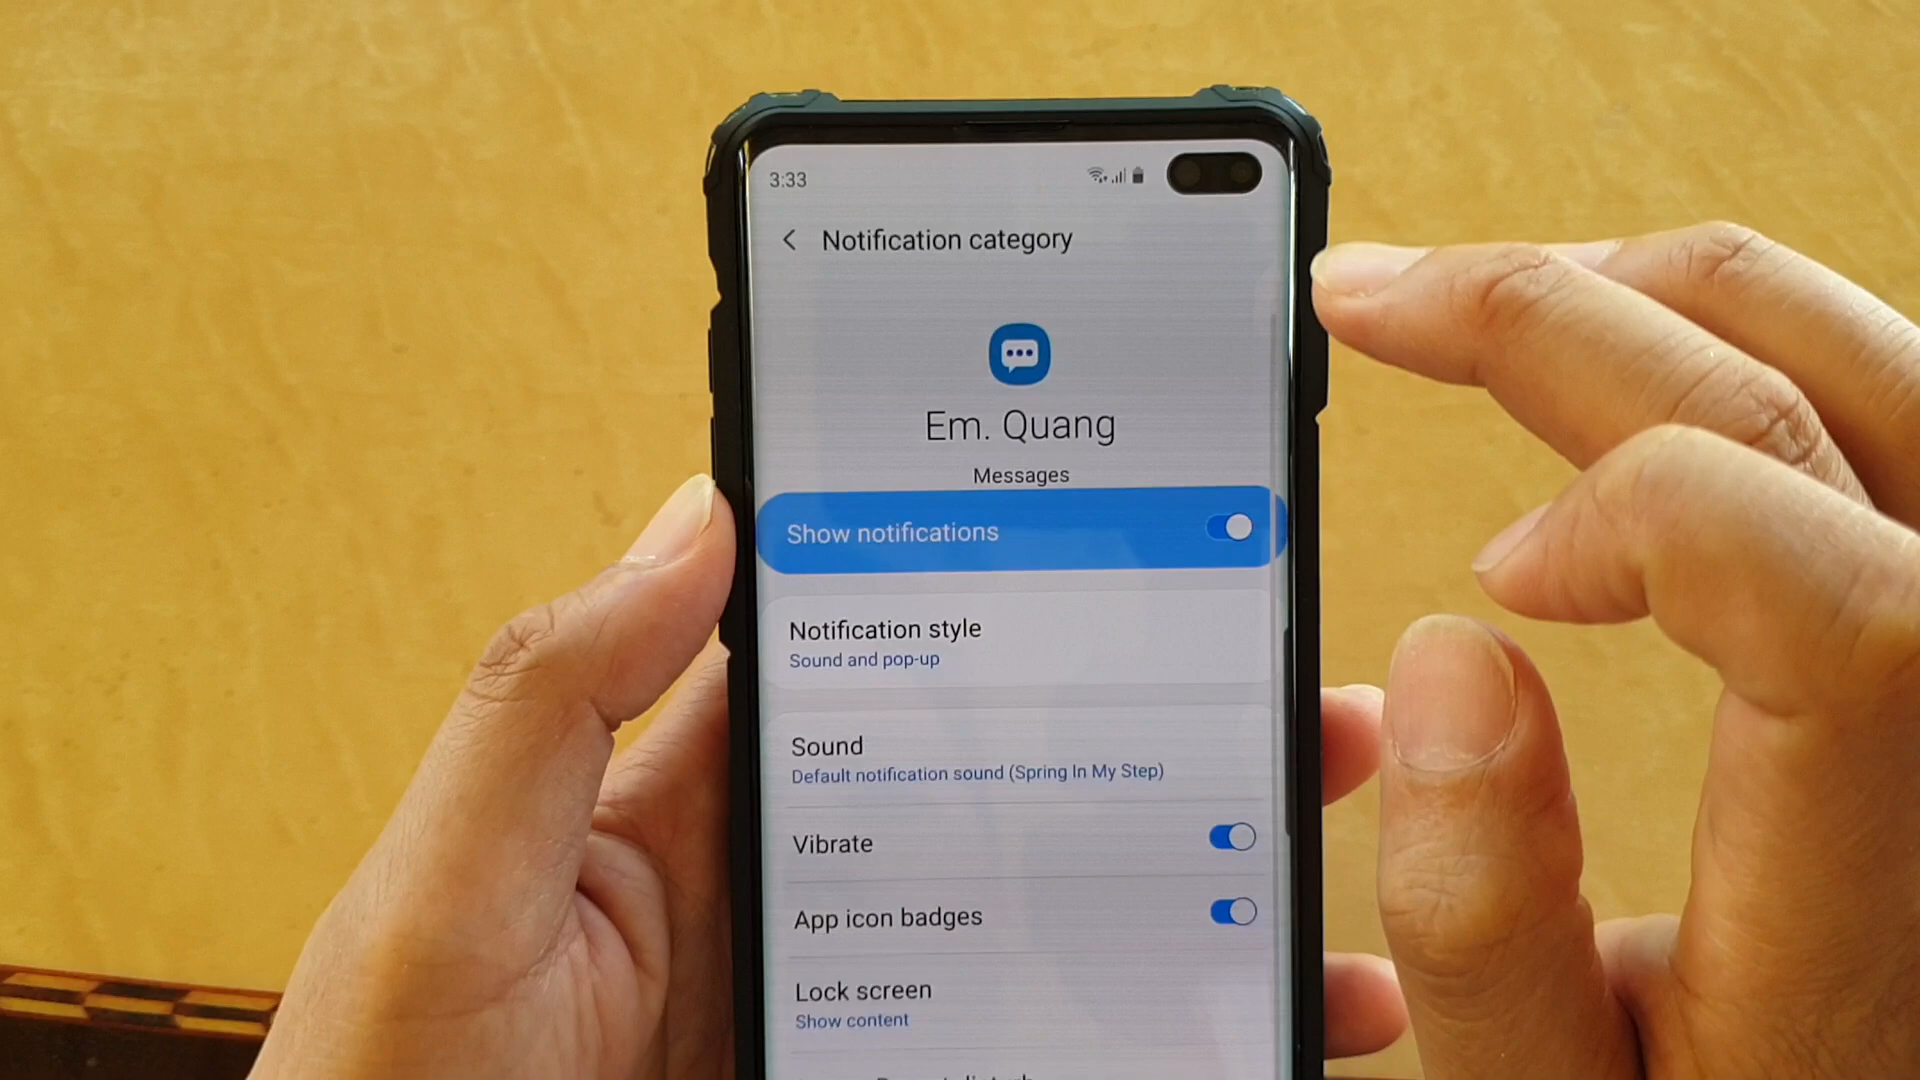 3:33
Notification category
Em. Quang
Messages
Show notifications
Notification style
Sound and pop-up
Sound
Default notification sound (Spring In My Step)
Vibrate
App icon badges
Lock screen
Show content